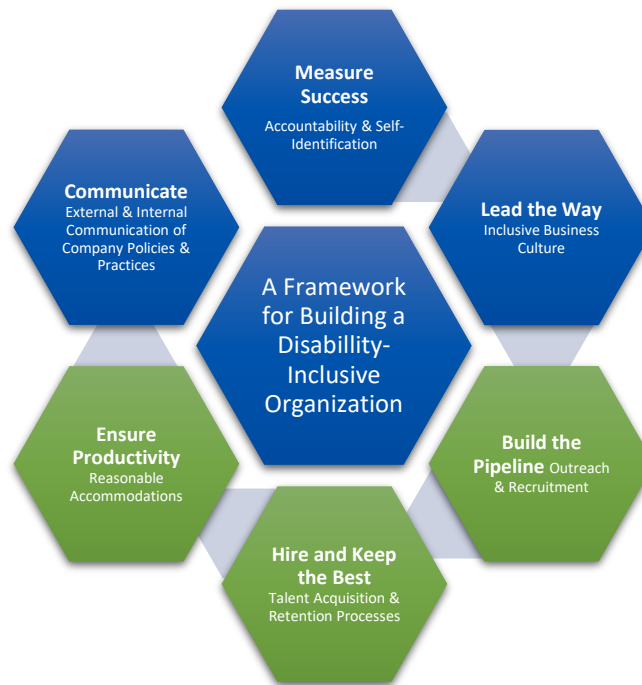 Measure
Success
Accountability & Self-
Identification
Lead the Way
Inclusive Business
Culture
Build the
Pipeline Outreach
& Recruitment
Hire and Keep
the Best
Talent Acquisition &
Retention Processes
Ensure
Productivity
Reasonable
Accommodations
Communicate
External & Internal
Communication of
Company Policies &
Practices
A Framework
for Building a
Disabillity-
Inclusive
Organization